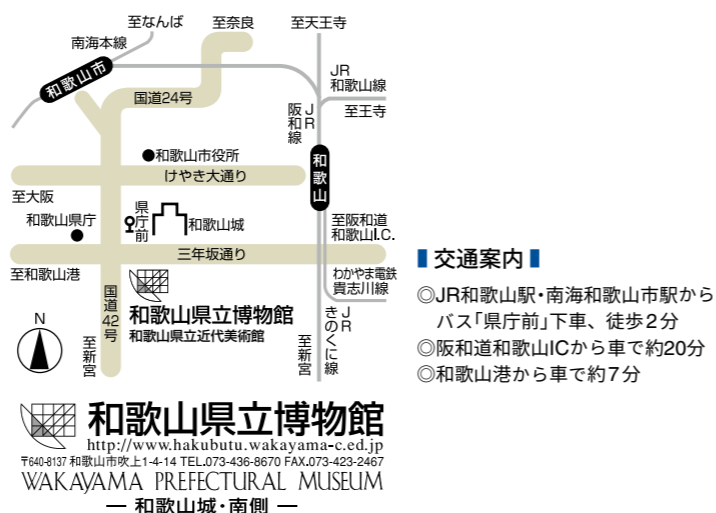 至なんば
至奈良
至天王寺
南海本線
和歌山市
国道24号
JR
和歌山線
至王寺
JR
阪和線
●和歌山市役所
けやき大通り
和歌山
至大阪
和歌山県庁
県庁前
和歌山城
至阪和道
和歌山I.C.
三年坂通り
至和歌山港
わかやま電鉄
貴志川線
国道42号
和歌山県立博物館
和歌山県立近代美術館
N
至新宮
至新宮
JR
きのくに線
交通案内
◎JR和歌山駅・南海和歌山市駅から
バス「県庁前」下車、徒歩2分
◎阪和道和歌山ICから車で約20分
◎和歌山港から車で約7分
和歌山県立博物館
http://www.hakubutu.wakayama-c.ed.jp
〒640-8137 和歌山市吹上1-4-14 TEL.073-436-8670 FAX.073-423-2467
WAKAYAMA PREFECTURAL MUSEUM
― 和歌山城・南側 ―